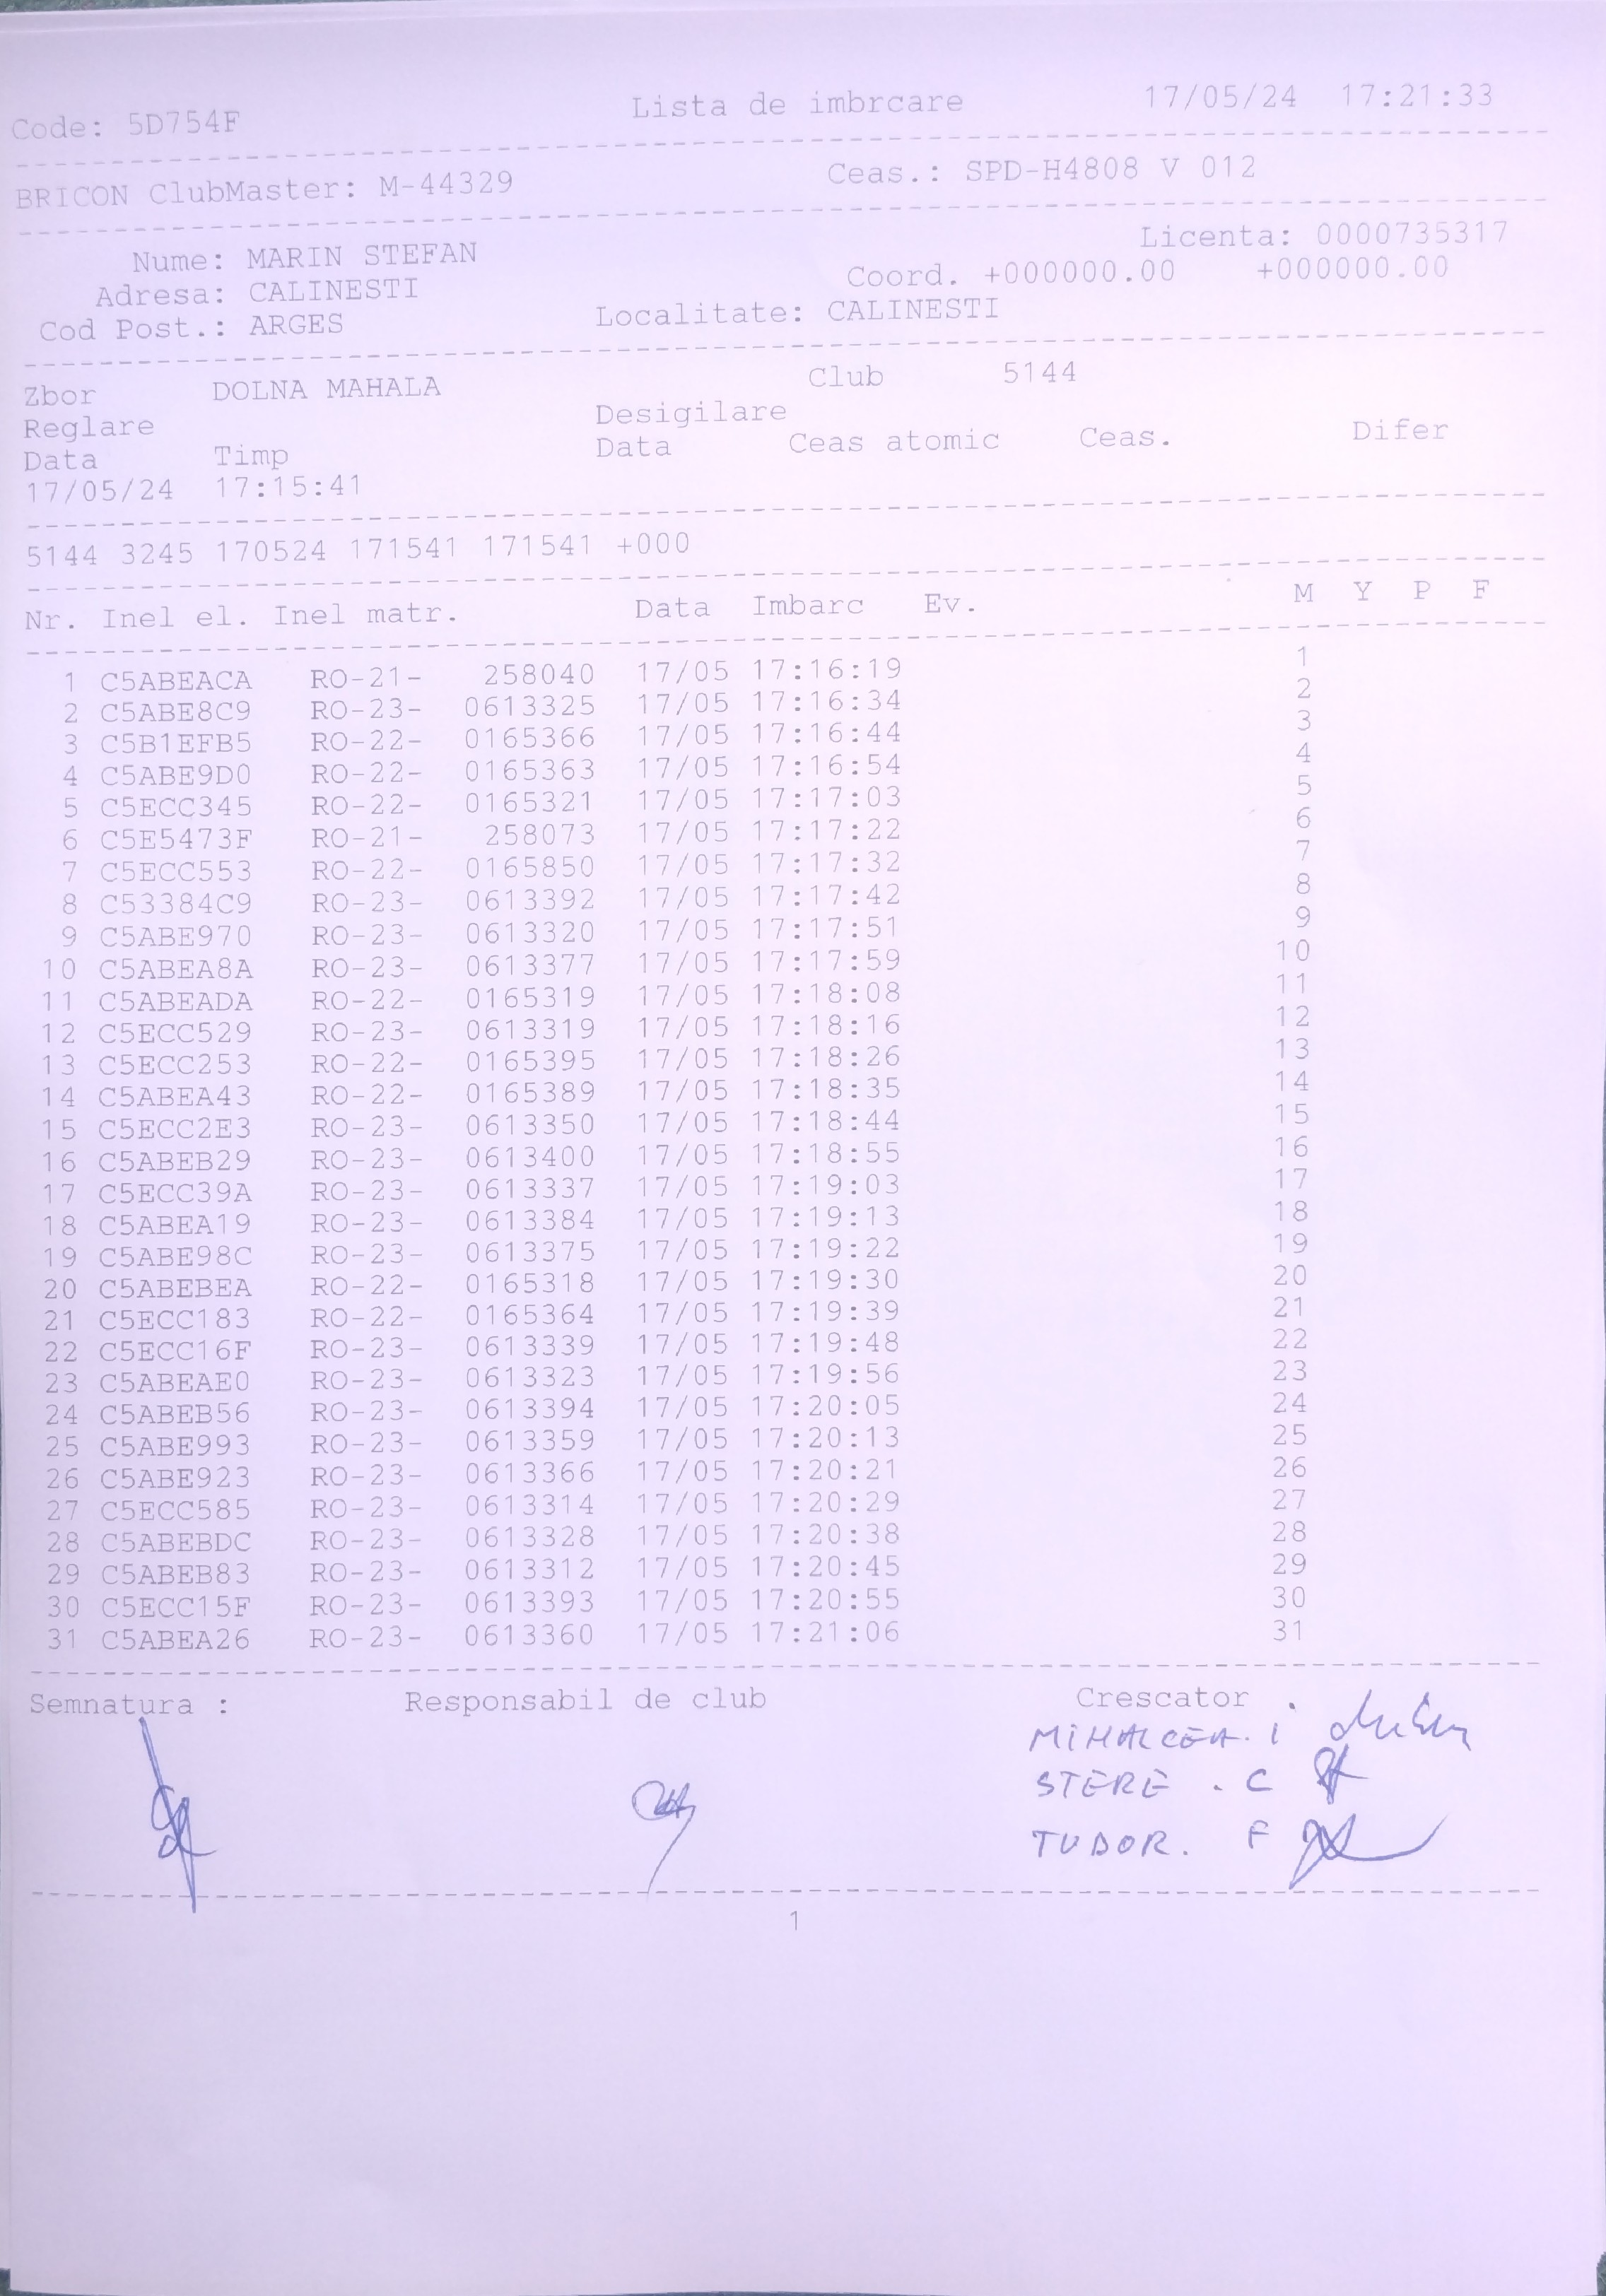 Code: 5D754F Lista de imbrcare 17/05/24 17:21:33
BRICON ClubMaster: M-44329 Ceas.: SPD-H4808 V 012
Nume: MARIN STEFAN Licenta: 0000735317
Adresa: CALINESTI Coord. +000000.00 +000000.00
Cod Post.: ARGES Localitate: CALINESTI
Zbor DOLNA MAHALA Club 5144
Reglare Desigilare
Data Timp Data Ceas atomic Ceas. Difer
17/05/24 17:15:41
5144 3245 170524 171541 171541 +000
Nr. Inel el. Inel matr. Data Imbarc Ev. M Y P F
1 C5ABEACA RO-21- 258040 17/05 17:16:19 1
2 C5ABE8C9 RO-23- 0613325 17/05 17:16:34 2
3 C5B1EFB5 RO-22- 0165366 17/05 17:16:44 3
4 C5ABE9D0 RO-22- 0165363 17/05 17:16:54 4
5 C5ECC345 RO-22- 0165321 17/05 17:17:03 5
6 C5E5473F RO-21- 258073 17/05 17:17:22 6
7 C5ECC553 RO-22- 0165850 17/05 17:17:32 7
8 C53384C9 RO-23- 0613392 17/05 17:17:42 8
9 C5ABE970 RO-23- 0613320 17/05 17:17:51 9
10 C5ABEA8A RO-23- 0613377 17/05 17:17:59 10
11 C5ABEADA RO-22- 0165319 17/05 17:18:08 11
12 C5ECC529 RO-23- 0613319 17/05 17:18:16 12
13 C5ECC253 RO-22- 0165395 17/05 17:18:26 13
14 C5ABEA43 RO-22- 0165389 17/05 17:18:35 14
15 C5ECC2E3 RO-23- 0613350 17/05 17:18:44 15
16 C5ABEB29 RO-23- 0613400 17/05 17:18:55 16
17 C5ECC39A RO-23- 0613337 17/05 17:19:03 17
18 C5ABEA19 RO-23- 0613384 17/05 17:19:13 18
19 C5ABE98C RO-23- 0613375 17/05 17:19:22 19
20 C5ABEBEA RO-22- 0165318 17/05 17:19:30 20
21 C5ECC183 RO-22- 0165364 17/05 17:19:39 21
22 C5ECC16F RO-23- 0613339 17/05 17:19:48 22
23 C5ABEAE0 RO-23- 0613323 17/05 17:19:56 23
24 C5ABEB56 RO-23- 0613394 17/05 17:20:05 24
25 C5ABE993 RO-23- 0613359 17/05 17:20:13 25
26 C5ABE923 RO-23- 0613366 17/05 17:20:21 26
27 C5ECC585 RO-23- 0613314 17/05 17:20:29 27
28 C5ABEBDC RO-23- 0613328 17/05 17:20:38 28
29 C5ABEB83 RO-23- 0613312 17/05 17:20:45 29
30 C5ECC15F RO-23- 0613393 17/05 17:20:55 30
31 C5ABEA26 RO-23- 0613360 17/05 17:21:06 31
Semnatura : Responsabil de club Crescator
MIHALCEA. I
STERE . C
TUDOR. F
1